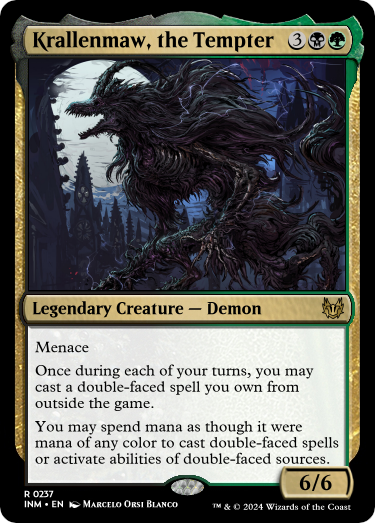 Krallenmaw, the Tempter 3
Legendary Creature — Demon
Menace
Once during each of your turns, you may
cast a double-faced spell you own from
outside the game.
You may spend mana as though it were
mana of any color to cast double-faced spells
or activate abilities of double-faced sources.
6/6
R 0237
INM • EN Marcelo Orsi Blanco
™ & © 2024 Wizards of the Coast